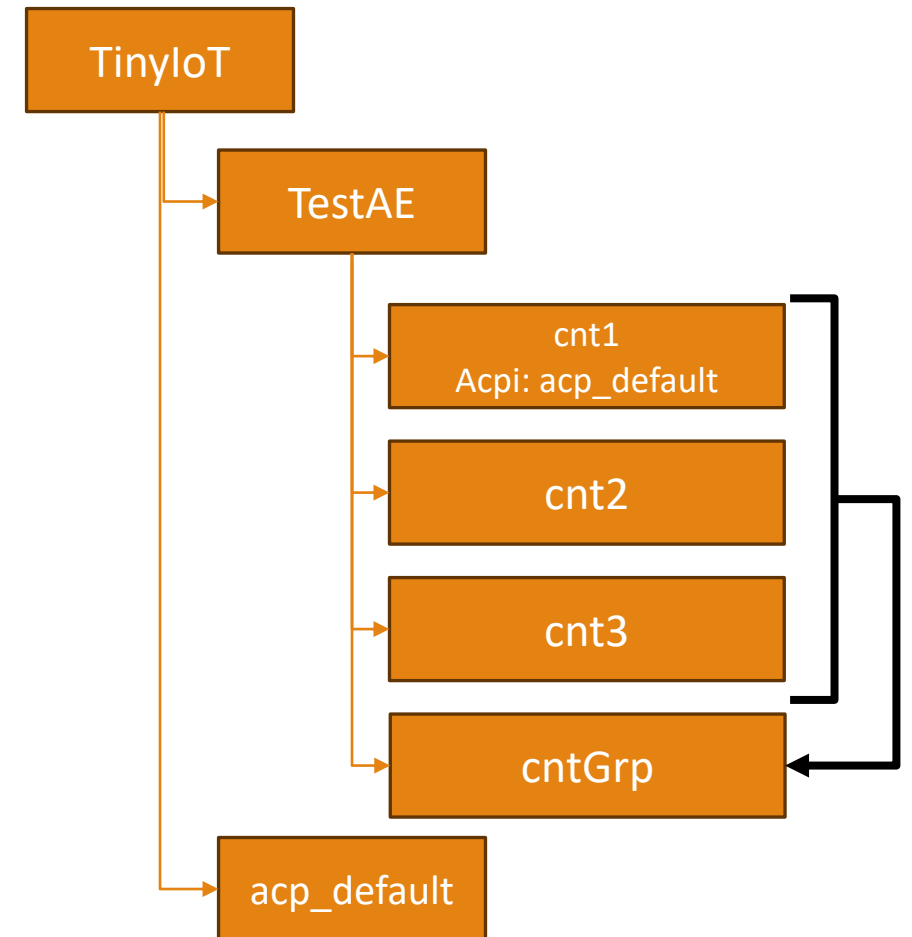 TinyIoT
TestAE
cnt1
Acpi: acp_default
cnt2
cnt3
cntGrp
acp_default